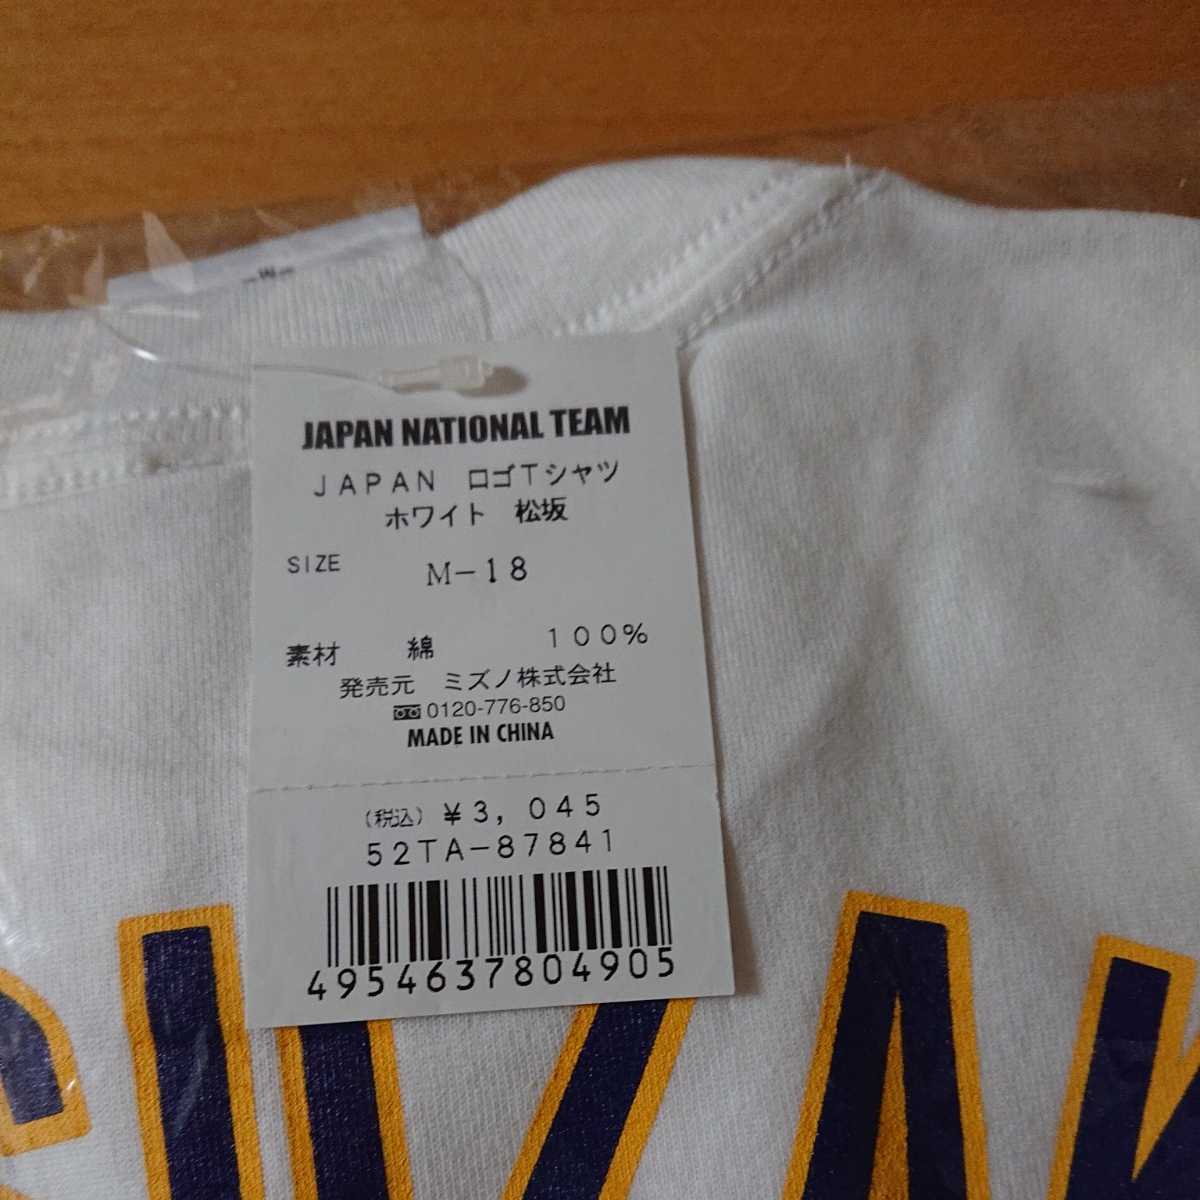 JAPAN NATIONAL TEAM
JAPAN ロゴTシャツ
ホワイト 松坂
SIZE M-18
素材 綿 100%
発売元 ミズノ株式会社
0120-776-850
MADE IN CHINA
(税込) ¥3,045
52TA-87841
4954637804905